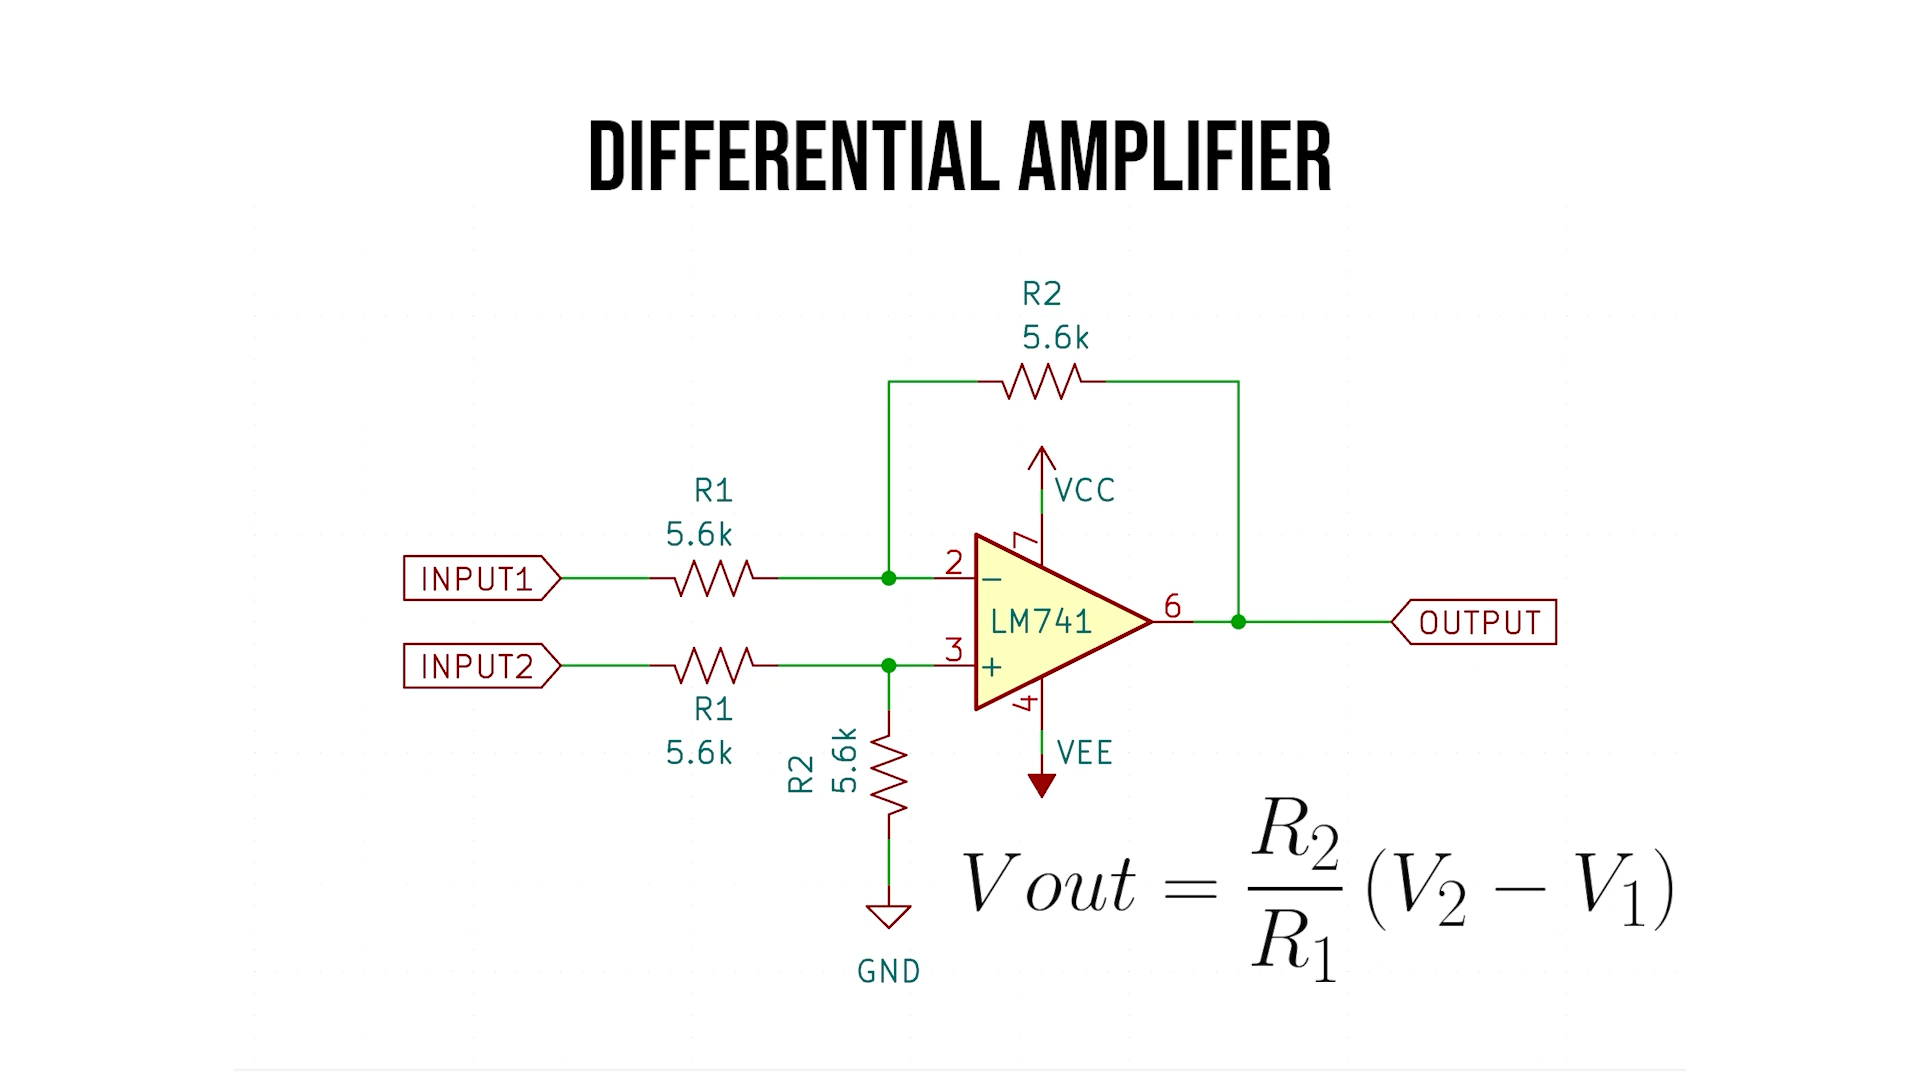 DIFFERENTIAL AMPLIFIER
R2
5.6k
VCC
R1
5.6k
7
INPUT1
2
−
LM741
6
OUTPUT
INPUT2
3
+
R1
5.6k
4
VEE
R2
5.6k
GND
Vout = R₂/R₁ (V₂ − V₁)